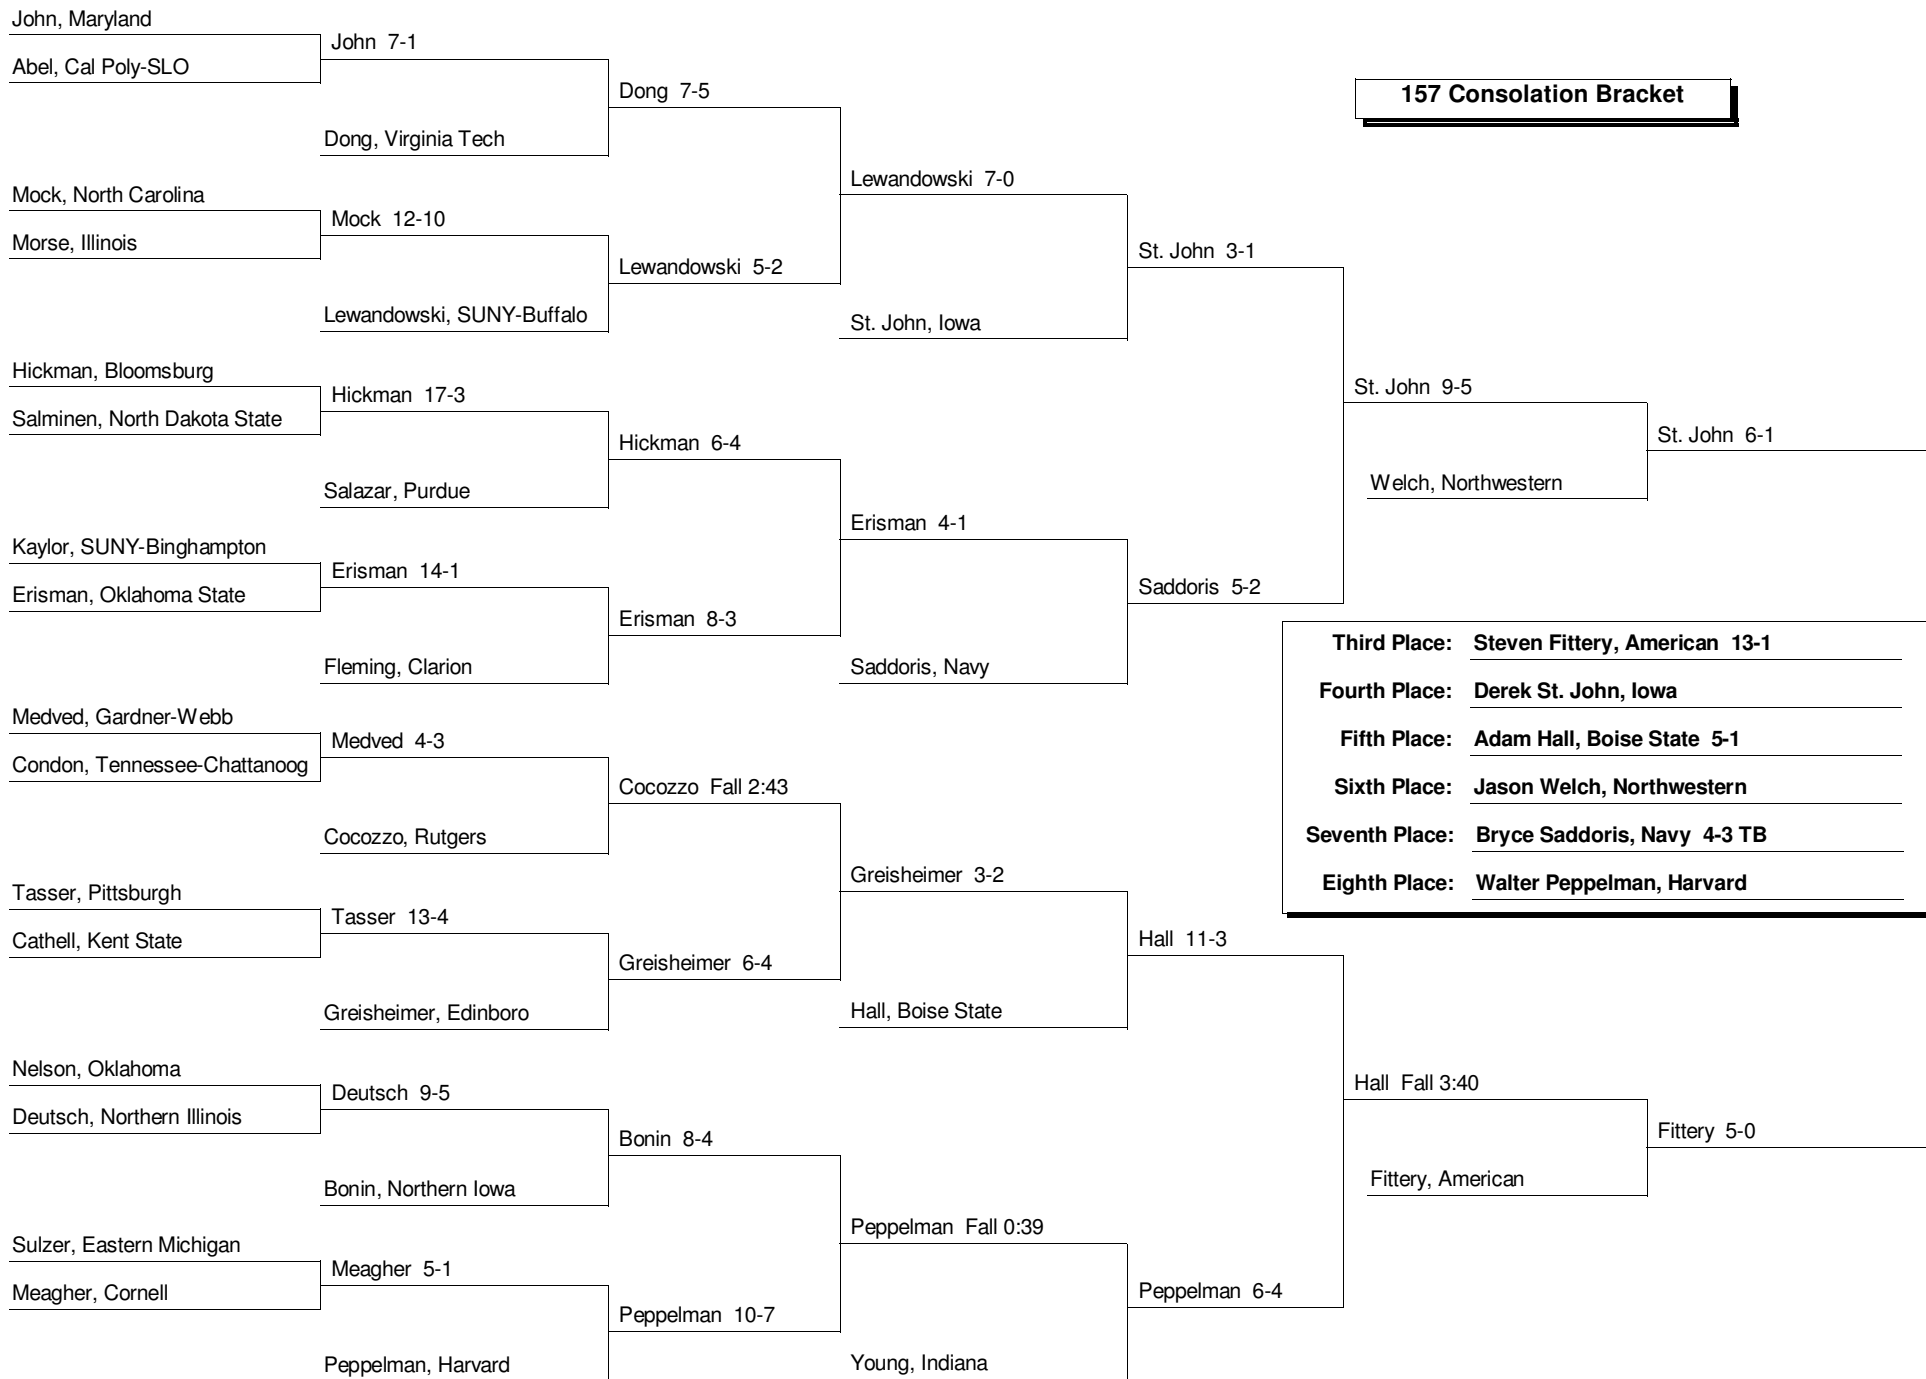 John, Maryland
John 7-1
Abel, Cal Poly-SLO
Dong 7-5
157 Consolation Bracket
Dong, Virginia Tech
Lewandowski 7-0
Mock, North Carolina
Mock 12-10
Morse, Illinois
St. John 3-1
Lewandowski 5-2
Lewandowski, SUNY-Buffalo
St. John, Iowa
Hickman, Bloomsburg
St. John 9-5
Hickman 17-3
Salminen, North Dakota State
St. John 6-1
Hickman 6-4
Welch, Northwestern
Salazar, Purdue
Erisman 4-1
Kaylor, SUNY-Binghampton
Erisman 14-1
Saddoris 5-2
Erisman, Oklahoma State
Erisman 8-3
Third Place: Steven Fittery, American 13-1
Fleming, Clarion
Saddoris, Navy
Fourth Place: Derek St. John, Iowa
Medved, Gardner-Webb
Medved 4-3
Fifth Place: Adam Hall, Boise State 5-1
Condon, Tennessee-Chattanoog
Cocozzo Fall 2:43
Sixth Place: Jason Welch, Northwestern
Cocozzo, Rutgers
Seventh Place: Bryce Saddoris, Navy 4-3 TB
Greisheimer 3-2
Eighth Place: Walter Peppelman, Harvard
Tasser, Pittsburgh
Tasser 13-4
Cathell, Kent State
Hall 11-3
Greisheimer 6-4
Greisheimer, Edinboro
Hall, Boise State
Nelson, Oklahoma
Hall Fall 3:40
Deutsch 9-5
Deutsch, Northern Illinois
Fittery 5-0
Bonin 8-4
Fittery, American
Bonin, Northern Iowa
Peppelman Fall 0:39
Sulzer, Eastern Michigan
Meagher 5-1
Meagher, Cornell
Peppelman 6-4
Peppelman 10-7
Peppelman, Harvard
Young, Indiana